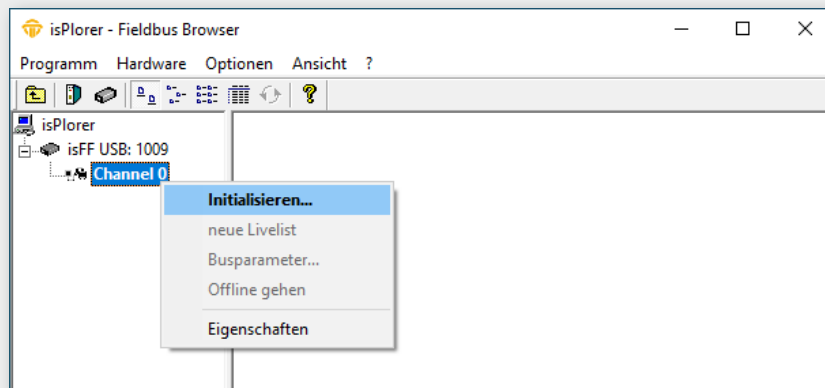 isPlorer - Fieldbus Browser
Programm Hardware Optionen Ansicht ?
isPlorer
isFF USB: 1009
Channel 0
Initialisieren...
neue Livelist
Busparameter...
Offline gehen
Eigenschaften